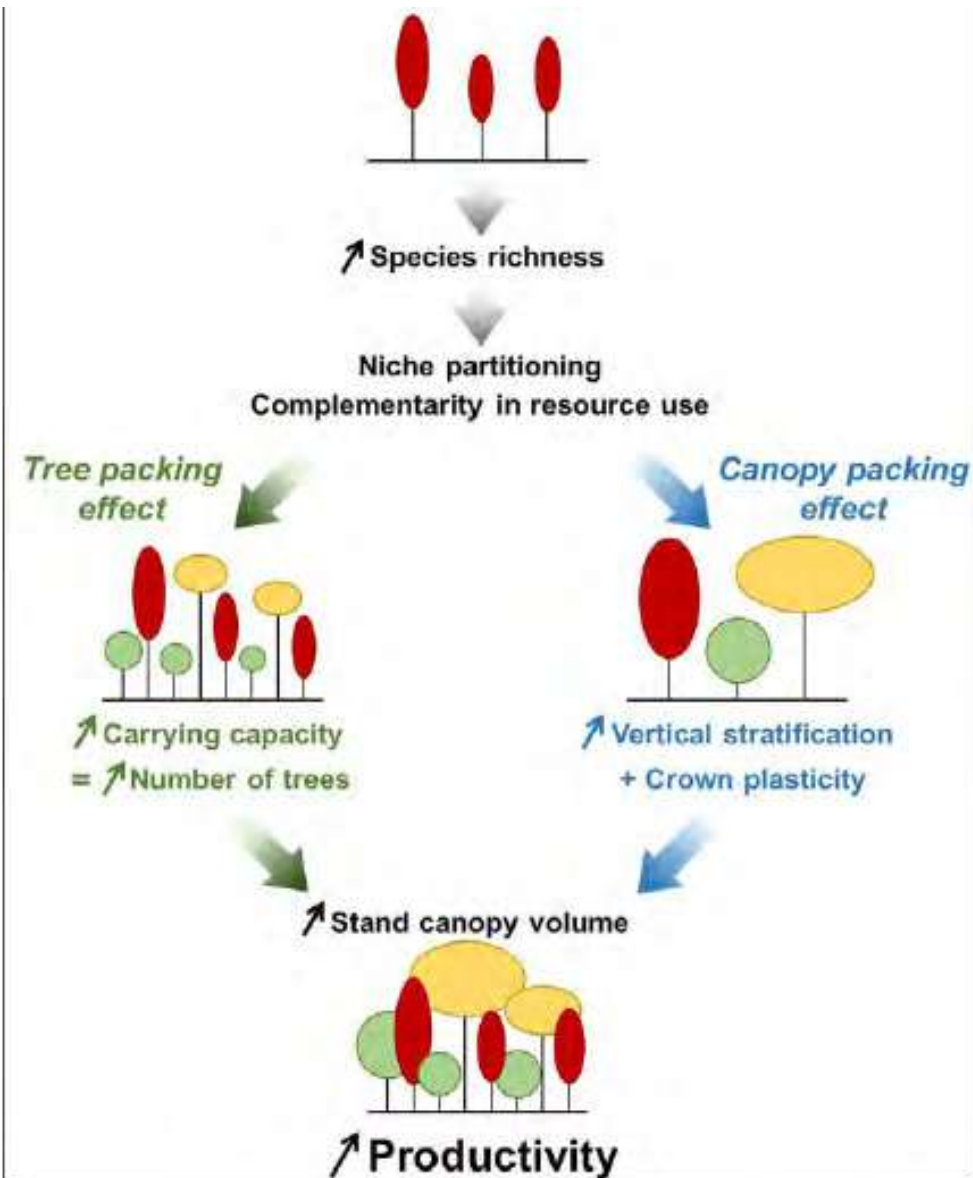 ↗ Species richness
Niche partitioning
Complementarity in resource use
Tree packing
effect
Canopy packing
effect
↗ Carrying capacity
= ↗ Number of trees
↗ Vertical stratification
+ Crown plasticity
↗ Stand canopy volume
↗ Productivity